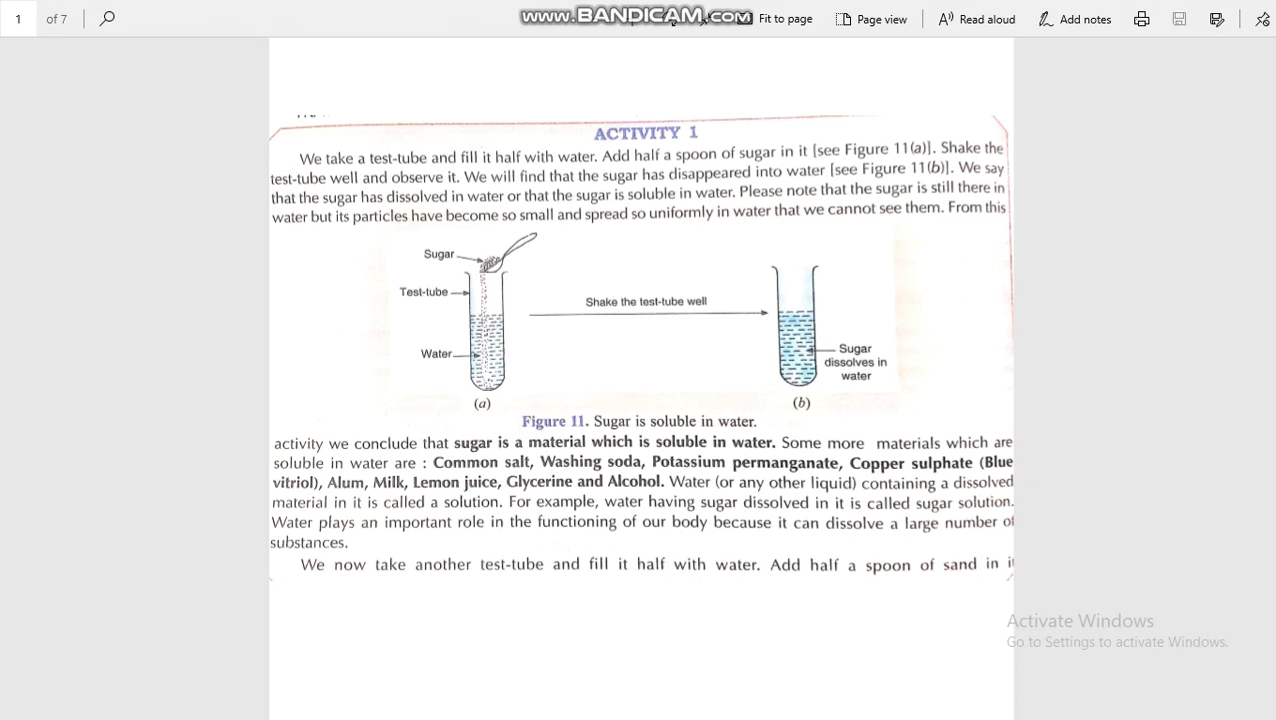 1 of 7
www.BANDICAM.com
Fit to page
Page view
Read aloud
Add notes
ACTIVITY 1
We take a test-tube and fill it half with water. Add half a spoon of sugar in it [see Figure 11(a)]. Shake the
test-tube well and observe it. We will find that the sugar has disappeared into water [see Figure 11(b)]. We say
that the sugar has dissolved in water or that the sugar is soluble in water. Please note that the sugar is still there in
water but its particles have become so small and spread so uniformly in water that we cannot see them. From this
Sugar
Test-tube
Water
(a)
Shake the test-tube well
Sugar
dissolves in
water
(b)
Figure 11. Sugar is soluble in water.
activity we conclude that sugar is a material which is soluble in water. Some more materials which are
soluble in water are : Common salt, Washing soda, Potassium permanganate, Copper sulphate (Blue
vitriol), Alum, Milk, Lemon juice, Glycerine and Alcohol. Water (or any other liquid) containing a dissolved
material in it is called a solution. For example, water having sugar dissolved in it is called sugar solution.
Water plays an important role in the functioning of our body because it can dissolve a large number of
substances.
We now take another test-tube and fill it half with water. Add half a spoon of sand in it
Activate Windows
Go to Settings to activate Windows.